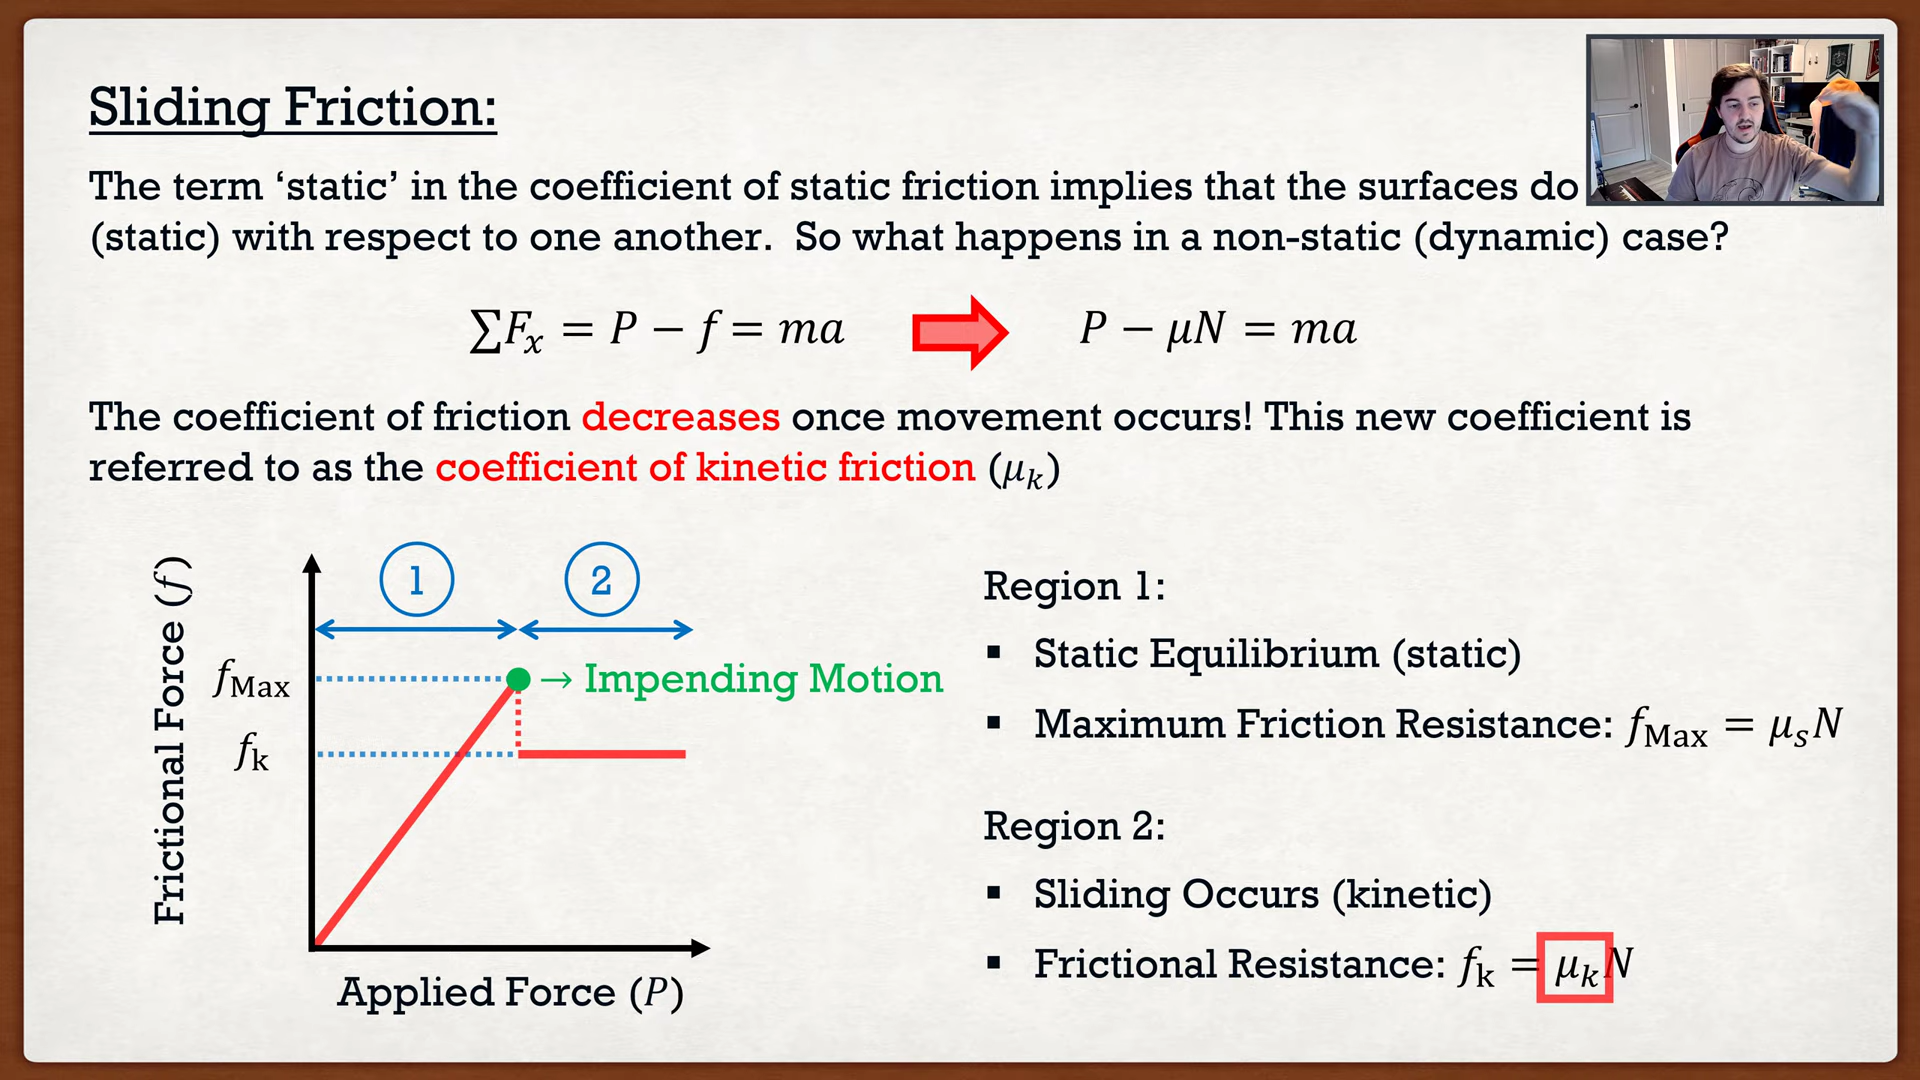 Sliding Friction:
The term ‘static’ in the coefficient of static friction implies that the surfaces do
(static) with respect to one another. So what happens in a non-static (dynamic) case?
∑Fₓ = P − f = ma P − μN = ma
The coefficient of friction decreases once movement occurs! This new coefficient is
referred to as the coefficient of kinetic friction (μₖ)
1 2
Frictional Force (f)
f_Max → Impending Motion
f_k
Applied Force (P)
Region 1:
▪ Static Equilibrium (static)
▪ Maximum Friction Resistance: f_Max = μₛN
Region 2:
▪ Sliding Occurs (kinetic)
▪ Frictional Resistance: f_k = μₖN